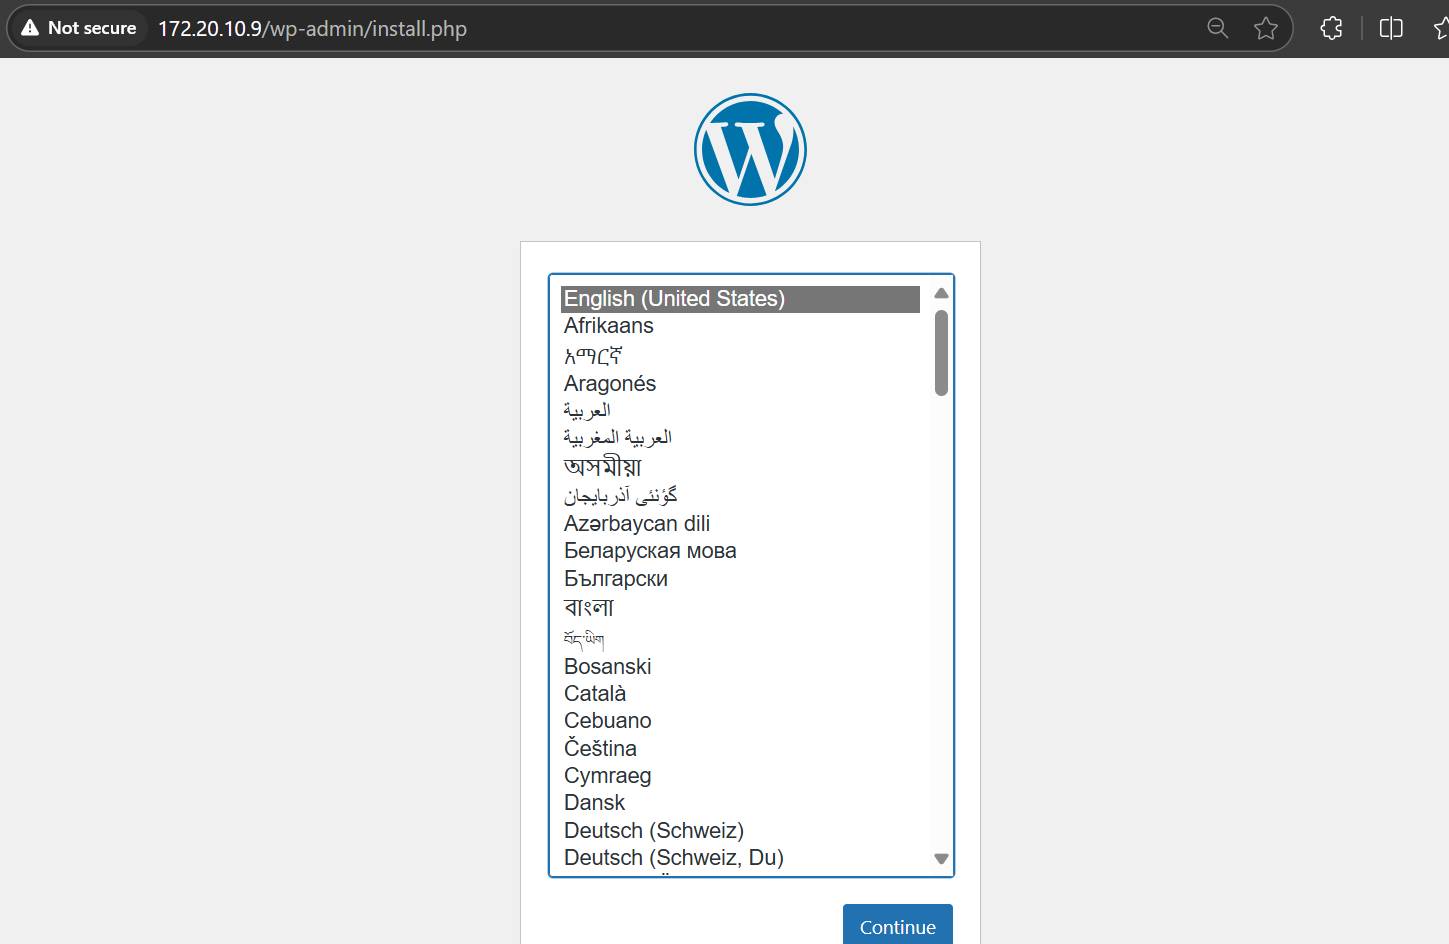 Not secure 172.20.10.9/wp-admin/install.php
English (United States)
Afrikaans
አማርኛ
Aragonés
العربية
العربية المغربية
অসমীয়া
گؤنئی آذربایجان
Azərbaycan dili
Беларуская мова
Български
বাংলা
བོད་ཡིག
Bosanski
Català
Cebuano
Čeština
Cymraeg
Dansk
Deutsch (Schweiz)
Deutsch (Schweiz, Du)
Continue